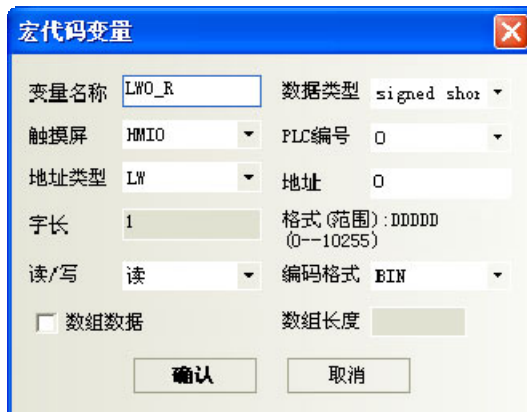 宏代码变量
变量名称 LW0_R 数据类型 signed shor
触摸屏 HMI0 PLC编号 0
地址类型 LW 地址 0
字长 1 格式(范围):DDDDD
(0--10255)
读/写 读 编码格式 BIN
数组数据 数组长度
确认 取消